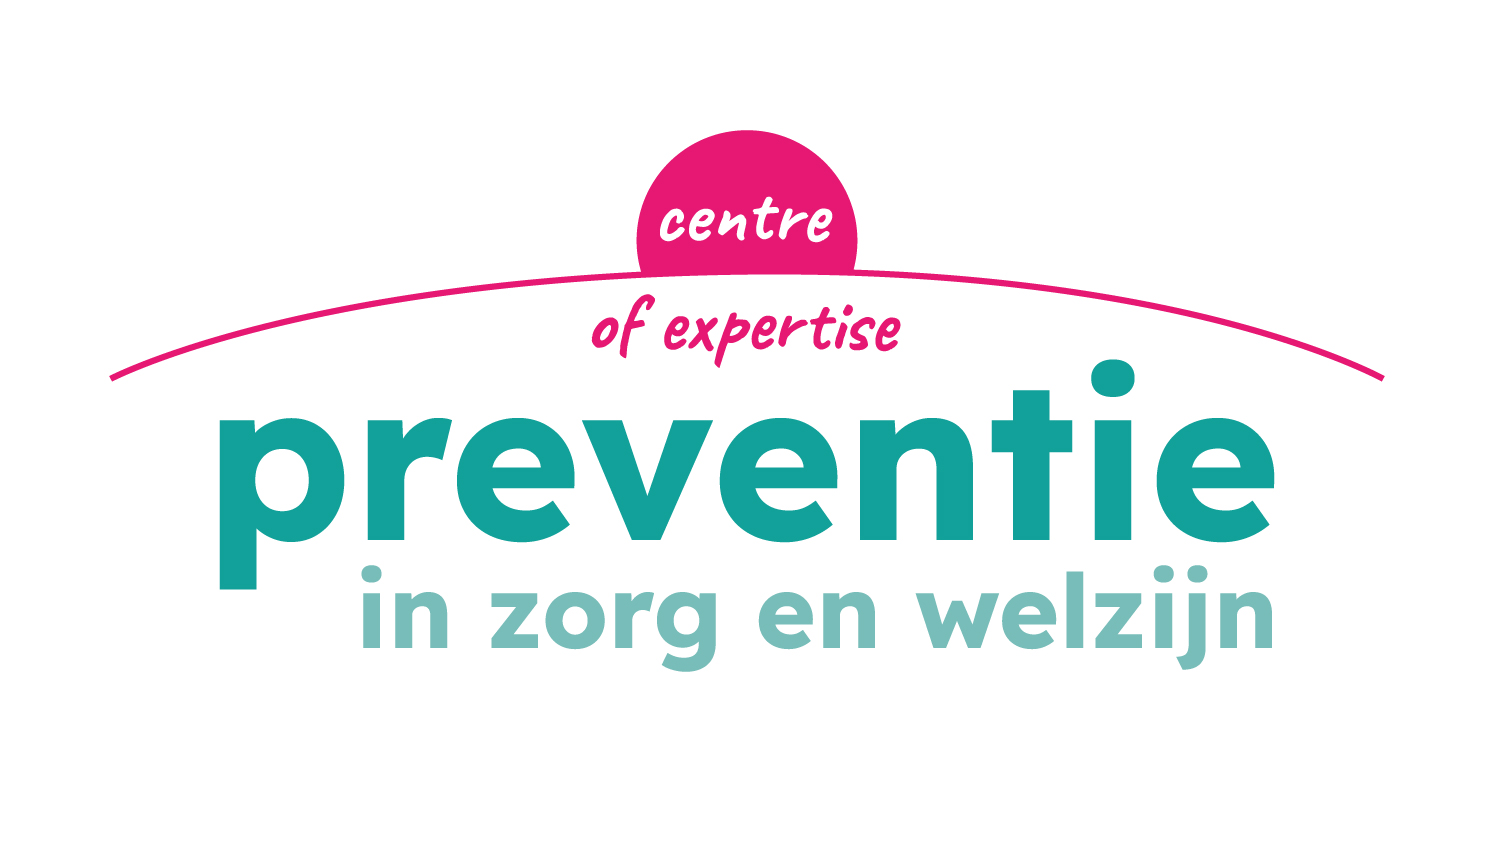 centre
of expertise
preventie
in zorg en welzijn